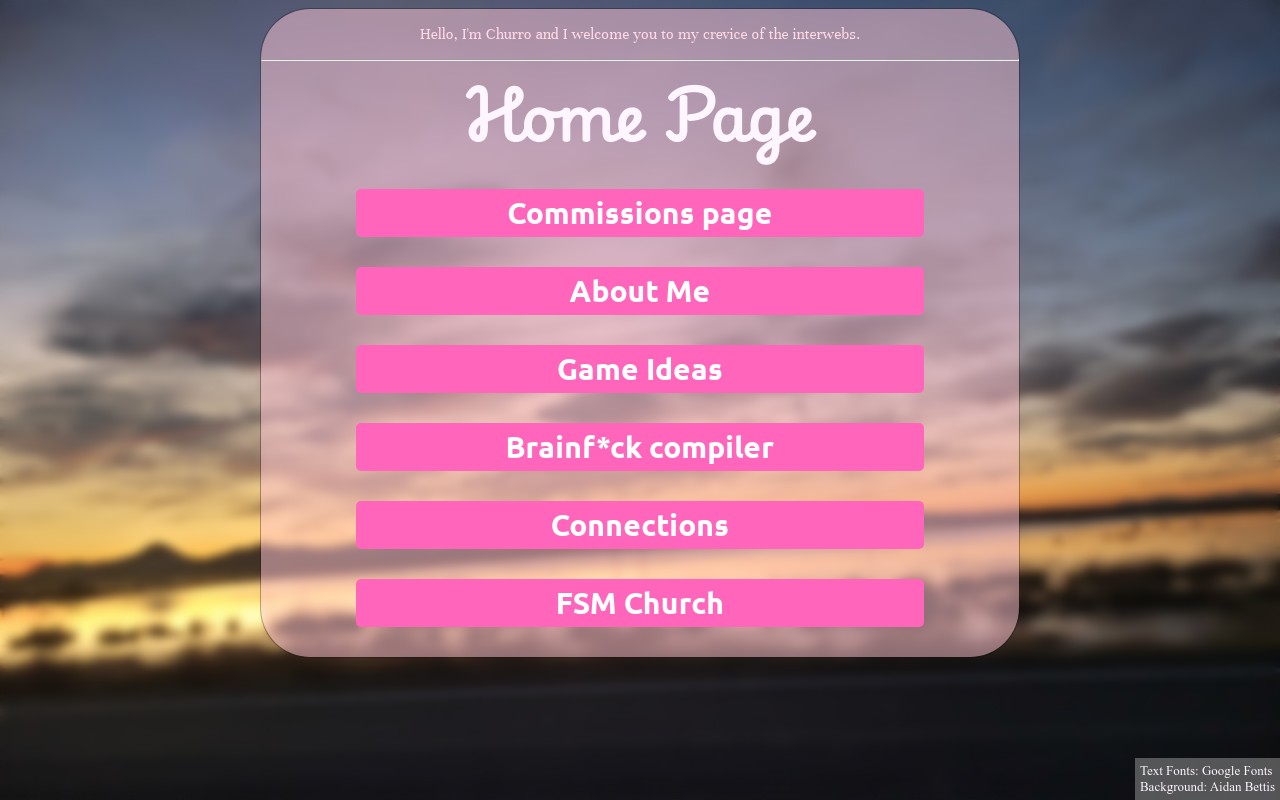 Hello, I'm Churro and I welcome you to my crevice of the interwebs.
Home Page
Commissions page
About Me
Game Ideas
Brainf*ck compiler
Connections
FSM Church
Text Fonts: Google Fonts
Background: Aidan Bettis